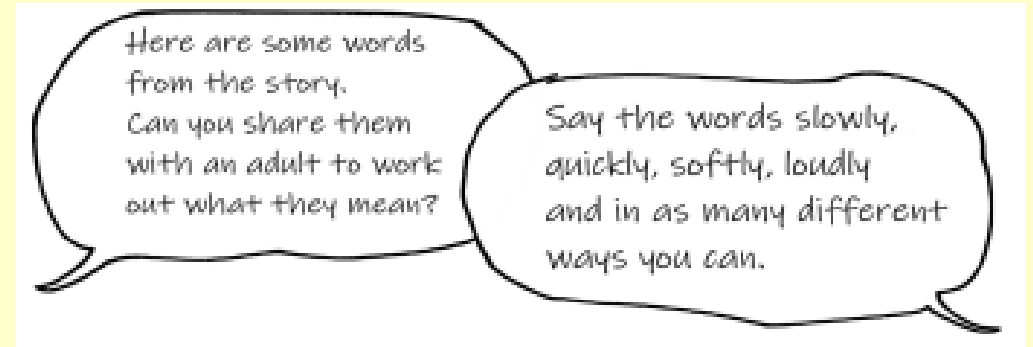 Here are some words
from the story.
Can you share them
with an adult to work
out what they mean?
Say the words slowly,
quickly, softly, loudly
and in as many different
ways you can.